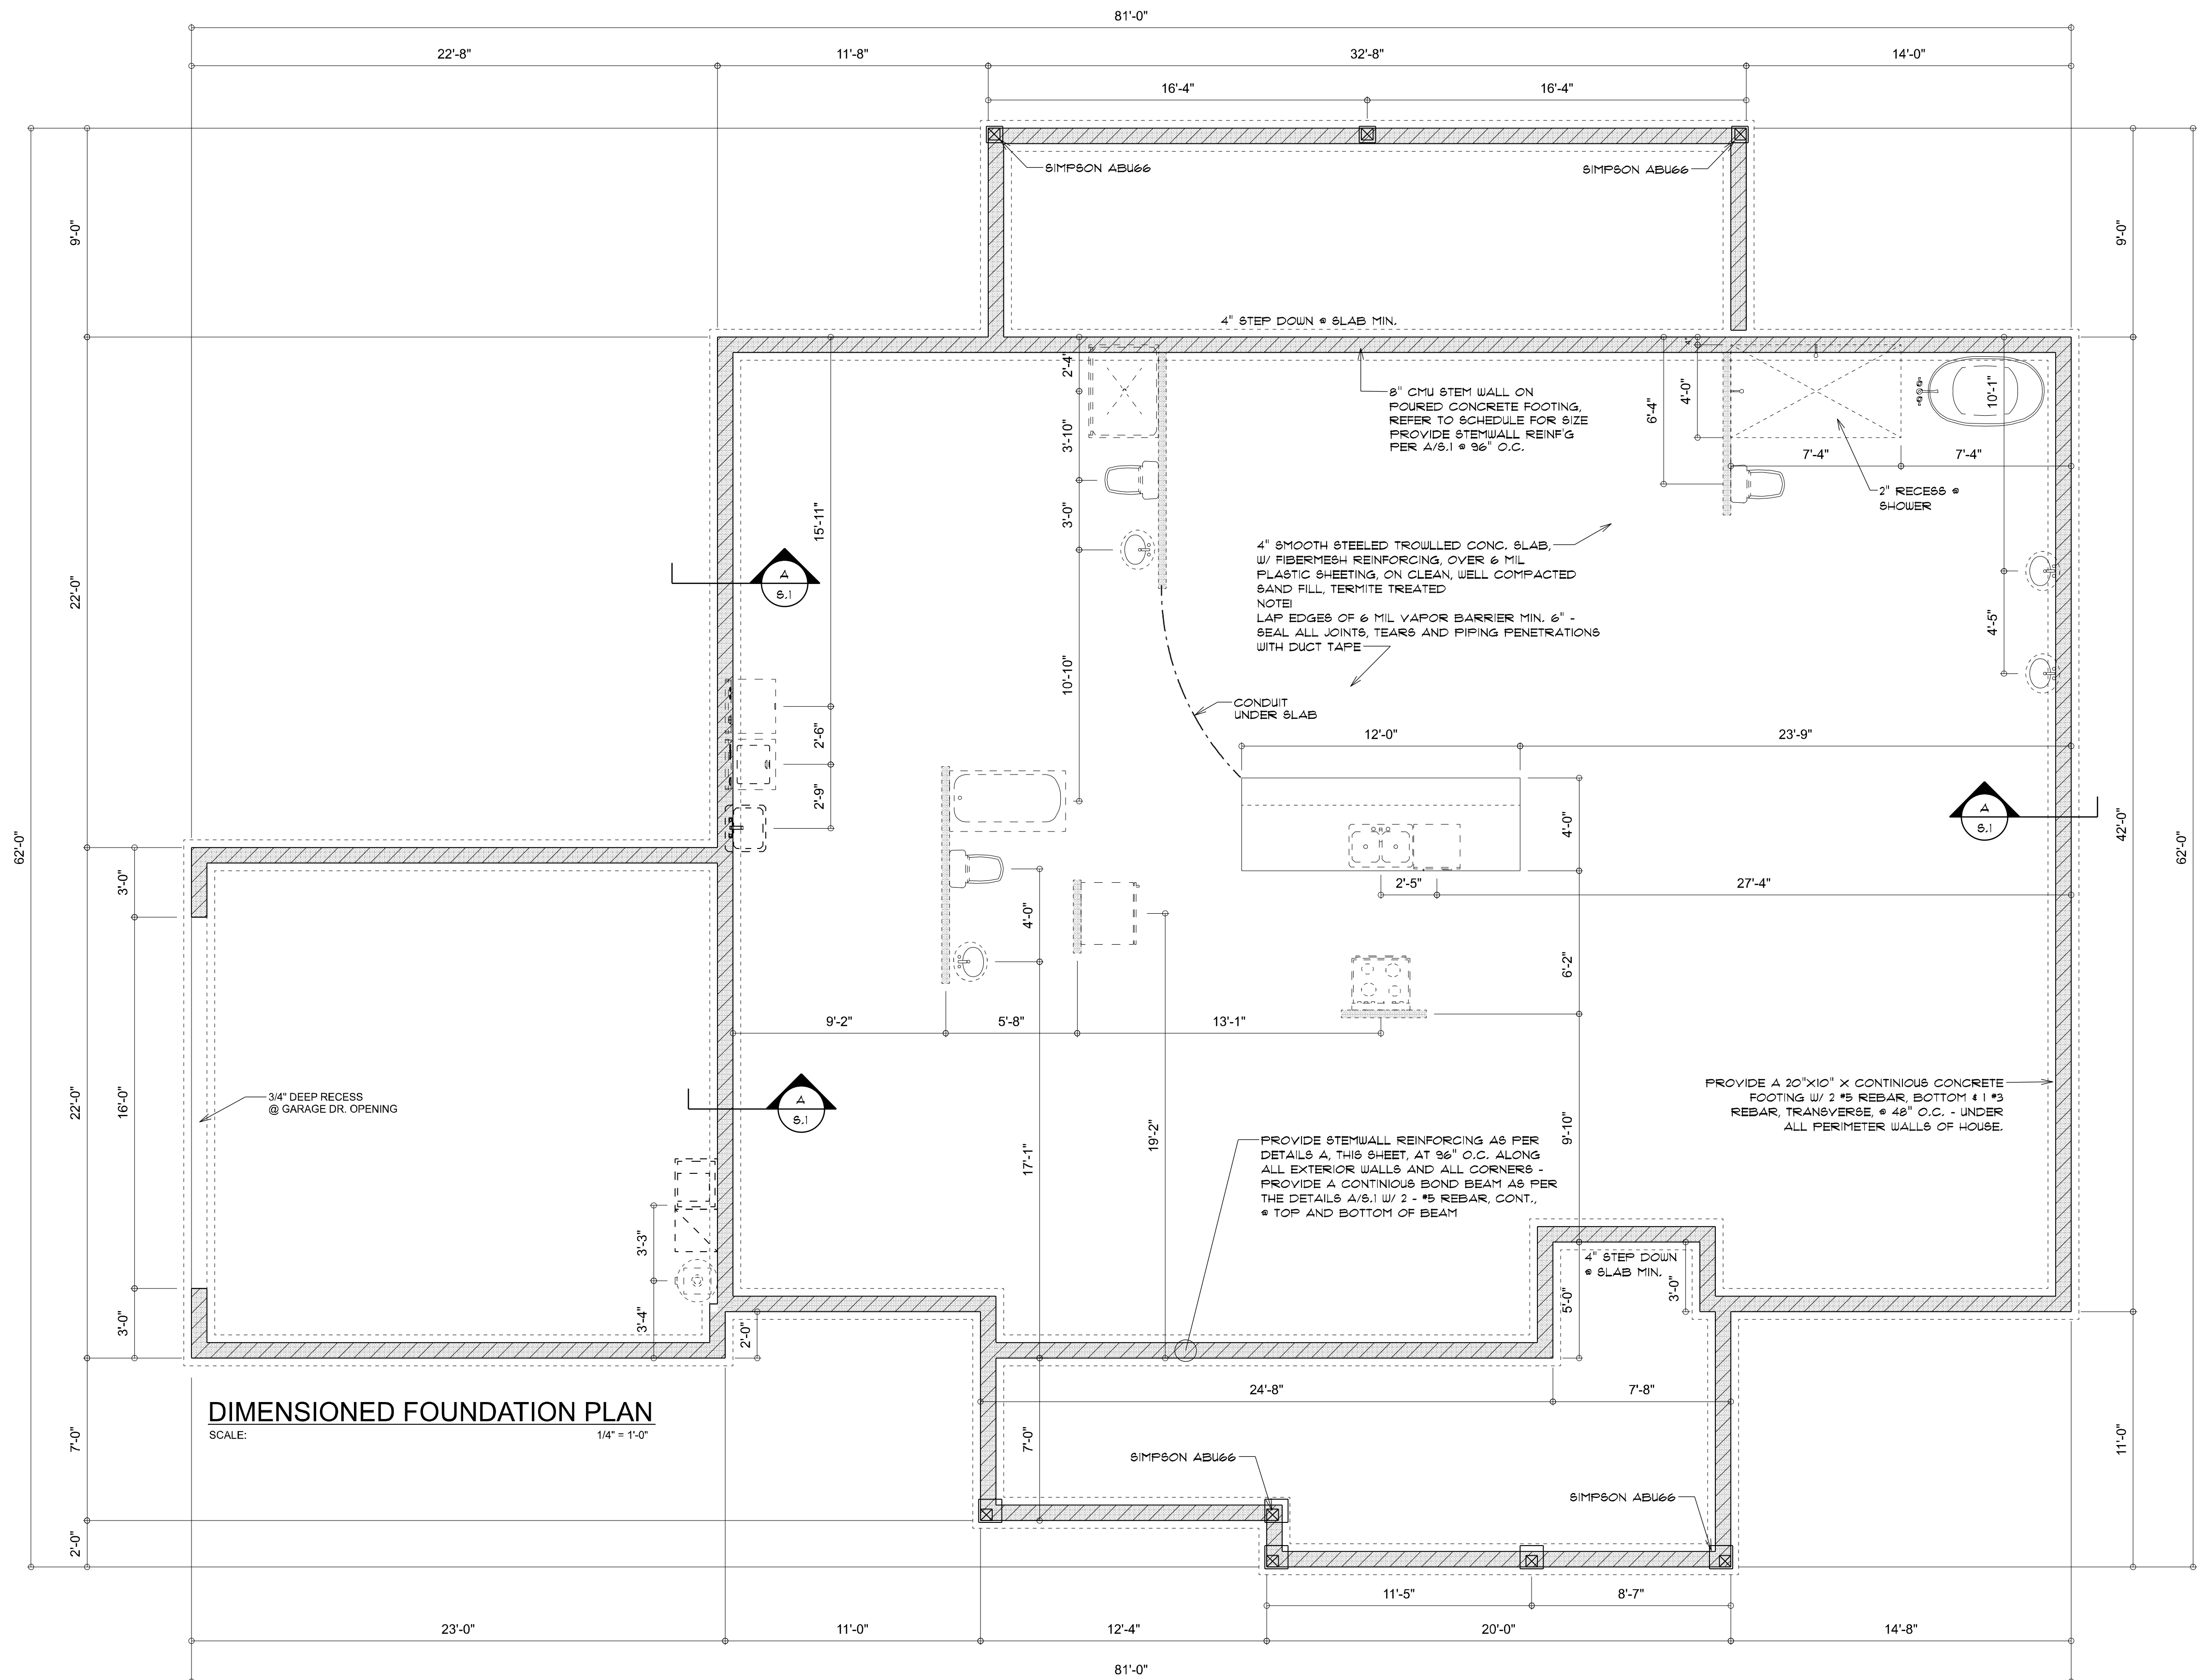 81'-0"
22'-8"
11'-8"
32'-8"
14'-0"
16'-4"
16'-4"
SIMPSON ABU66
SIMPSON ABU66
9'-0"
9'-0"
4" STEP DOWN @ SLAB MIN.
2'-4"
4"
4'-0"
6'-4"
10'-1"
8" CMU STEM WALL ON
POURED CONCRETE FOOTING,
REFER TO SCHEDULE FOR SIZE
PROVIDE STEMWALL REINF'G
PER A/S.1 @ 96" O.C.
3'-10"
7'-4"
7'-4"
2" RECESS @
SHOWER
15'-11"
3'-0"
4" SMOOTH STEELED TROWLLED CONC. SLAB,
W/ FIBERMESH REINFORCING, OVER 6 MIL
PLASTIC SHEETING, ON CLEAN, WELL COMPACTED
SAND FILL, TERMITE TREATED
NOTE!
LAP EDGES OF 6 MIL VAPOR BARRIER MIN. 6" -
SEAL ALL JOINTS, TEARS AND PIPING PENETRATIONS
WITH DUCT TAPE
A
S.1
22'-0"
4'-5"
10'-10"
CONDUIT
UNDER SLAB
2'-6"
2'-9"
12'-0"
23'-9"
A
S.1
4'-0"
42'-0"
62'-0"
62'-0"
3'-0"
2'-5"
27'-4"
4'-0"
6'-2"
9'-2"
5'-8"
13'-1"
3/4" DEEP RECESS
@ GARAGE DR. OPENING
16'-0"
22'-0"
A
S.1
PROVIDE A 20"X10" X CONTINIOUS CONCRETE
FOOTING W/ 2 #5 REBAR, BOTTOM & 1 #3
REBAR, TRANSVERSE, @ 48" O.C. - UNDER
ALL PERIMETER WALLS OF HOUSE.
17'-1"
19'-2"
9'-10"
PROVIDE STEMWALL REINFORCING AS PER
DETAILS A, THIS SHEET, AT 96" O.C. ALONG
ALL EXTERIOR WALLS AND ALL CORNERS -
PROVIDE A CONTINIOUS BOND BEAM AS PER
THE DETAILS A/S.1 W/ 2 - #5 REBAR, CONT.,
@ TOP AND BOTTOM OF BEAM
3'-3"
4" STEP DOWN
@ SLAB MIN.
3'-0"
5'-0"
3'-0"
3'-4"
2'-0"
24'-8"
7'-8"
DIMENSIONED FOUNDATION PLAN
SCALE: 1/4" = 1'-0"
7'-0"
7'-0"
11'-0"
SIMPSON ABU66
SIMPSON ABU66
2'-0"
11'-5"
8'-7"
23'-0"
11'-0"
12'-4"
20'-0"
14'-8"
81'-0"